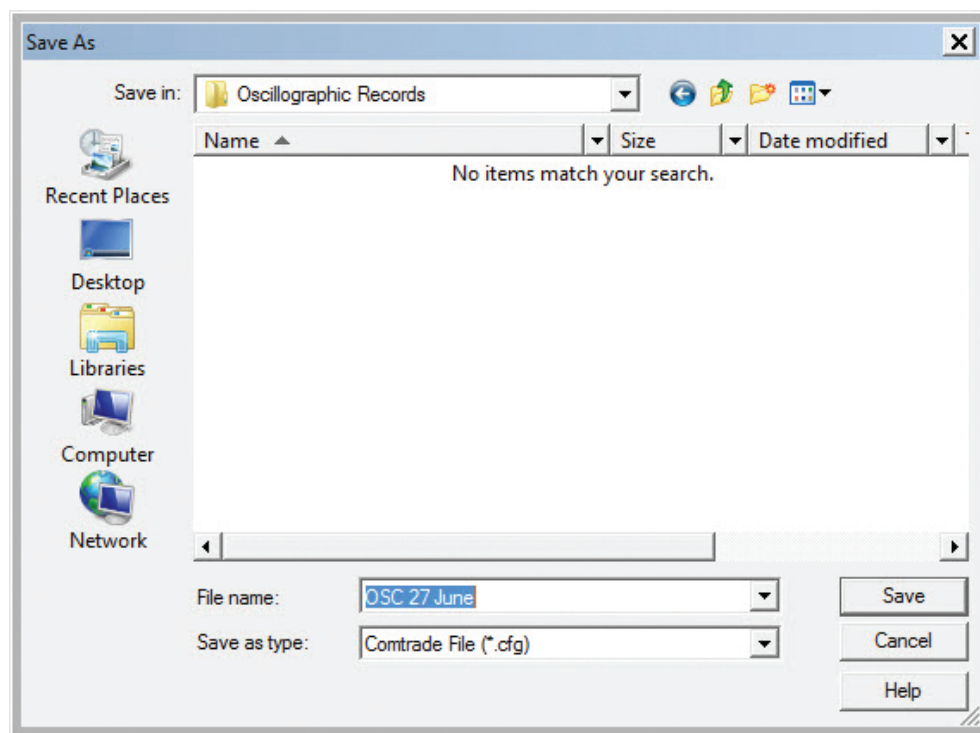 Save As
Save in: Oscillographic Records
Name Size Date modified
No items match your search.
Recent Places
Desktop
Libraries
Computer
Network
File name: OSC 27 June Save
Save as type: Comtrade File (*.cfg) Cancel
Help